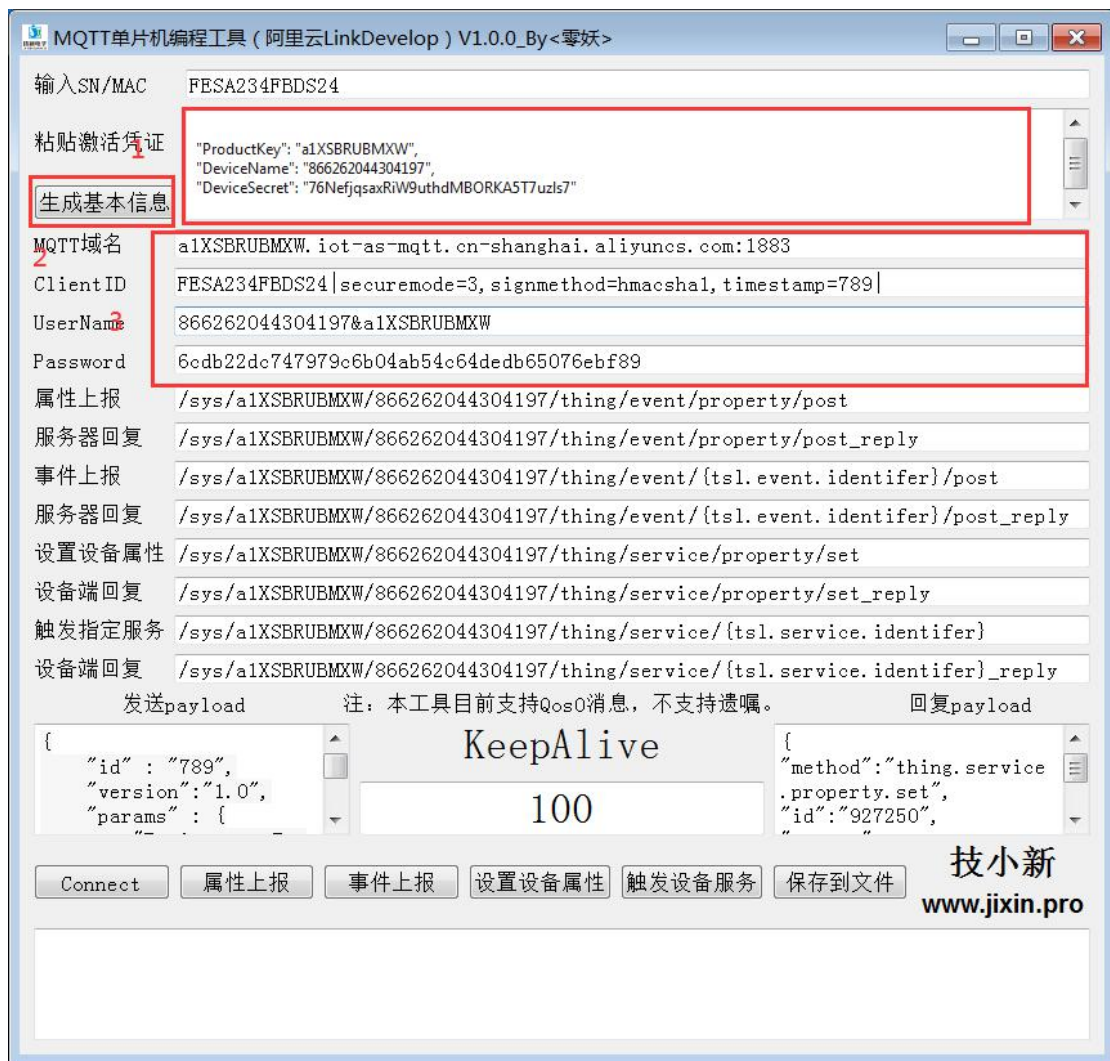 MQTT单片机编程工具(阿里云LinkDevelop)V1.0.0_By<零妖>
输入SN/MAC FESA234FBDS24
粘贴激活凭证
1
"ProductKey": "a1XSBRUBMXW",
"DeviceName": "866262044304197",
"DeviceSecret": "76NefjqsaxRiW9uthdMBORKA5T7uzls7"
生成基本信息
2
MQTT域名 a1XSBRUBMXW.iot-as-mqtt.cn-shanghai.aliyuncs.com:1883
ClientID FESA234FBDS24|securemode=3,signmethod=hmacsha1,timestamp=789|
3
UserName 866262044304197&a1XSBRUBMXW
Password 6cdb22dc747979c6b04ab54c64dedb65076ebf89
属性上报 /sys/a1XSBRUBMXW/866262044304197/thing/event/property/post
服务器回复 /sys/a1XSBRUBMXW/866262044304197/thing/event/property/post_reply
事件上报 /sys/a1XSBRUBMXW/866262044304197/thing/event/{tsl.event.identifer}/post
服务器回复 /sys/a1XSBRUBMXW/866262044304197/thing/event/{tsl.event.identifer}/post_reply
设置设备属性 /sys/a1XSBRUBMXW/866262044304197/thing/service/property/set
设备端回复 /sys/a1XSBRUBMXW/866262044304197/thing/service/property/set_reply
触发指定服务 /sys/a1XSBRUBMXW/866262044304197/thing/service/{tsl.service.identifer}
设备端回复 /sys/a1XSBRUBMXW/866262044304197/thing/service/{tsl.service.identifer}_reply
发送payload 注:本工具目前支持Qos0消息,不支持遗嘱。 回复payload
{
"id" : "789",
"version":"1.0",
"params" : {
KeepAlive
100
{
"method":"thing.service
.property.set",
"id":"927250",
Connect 属性上报 事件上报 设置设备属性 触发设备服务 保存到文件
技小新
www.jixin.pro